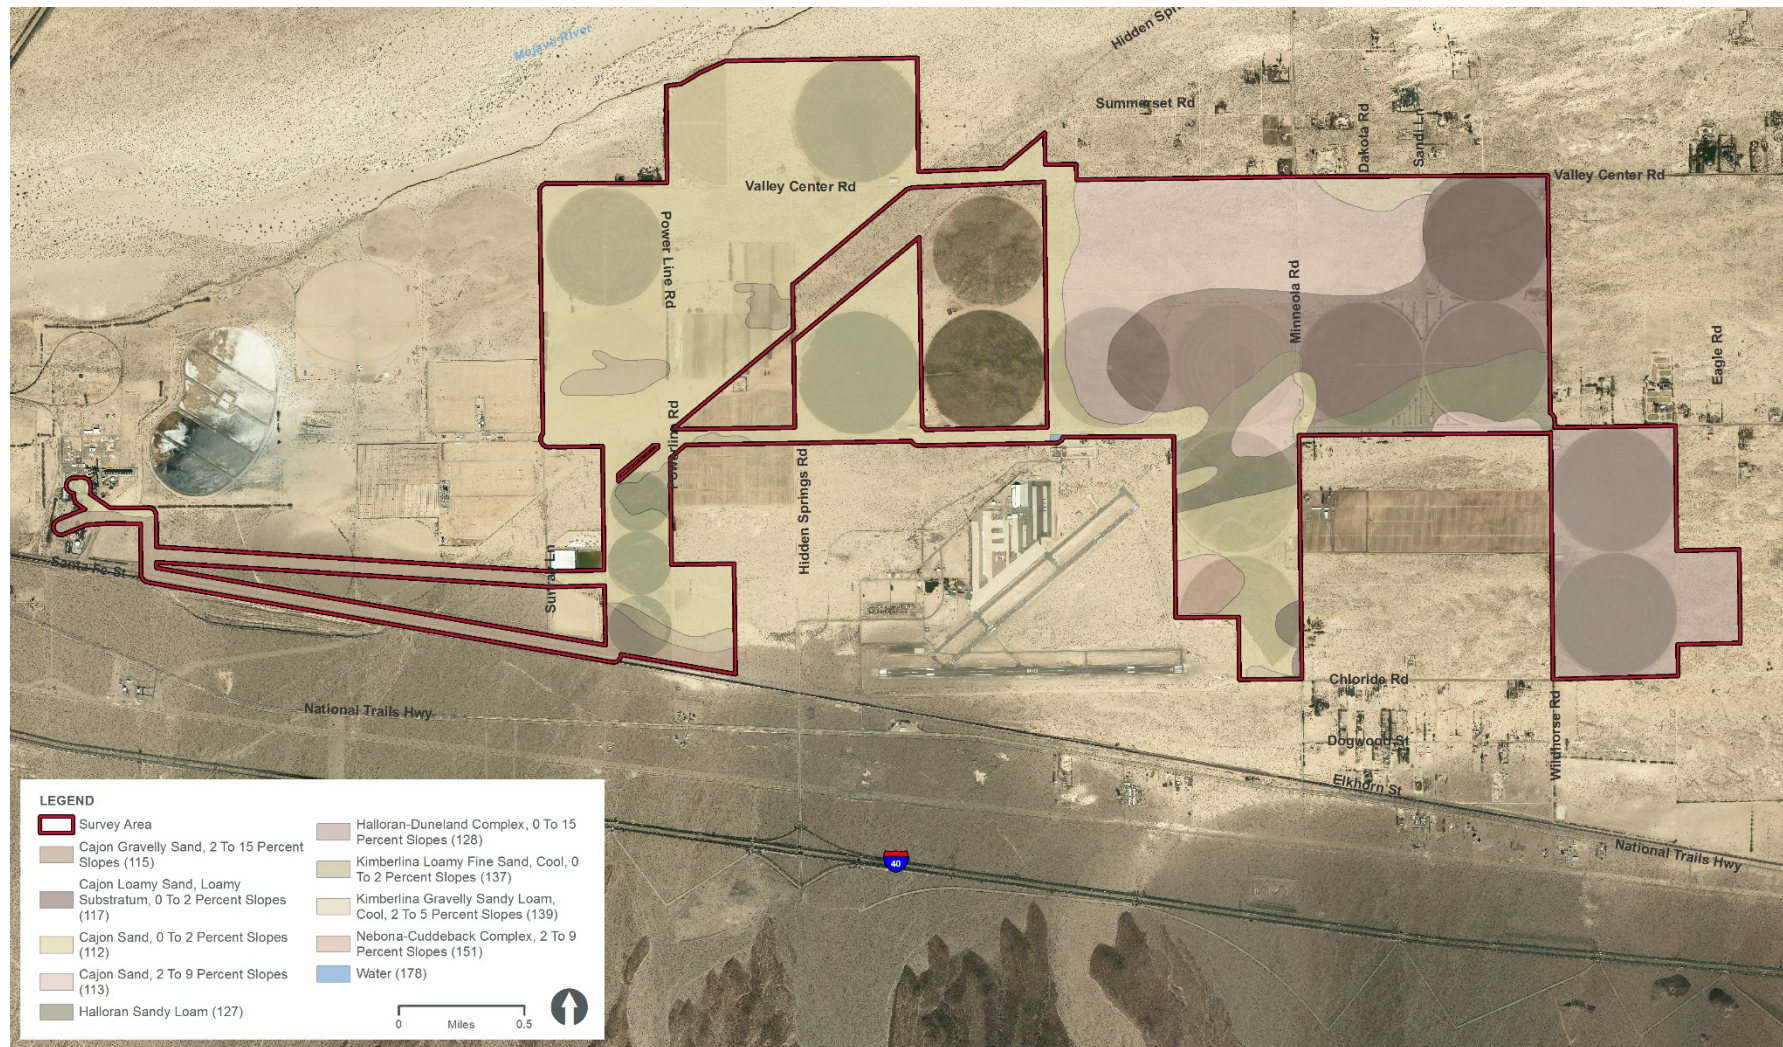 Mojave River
Hidden Spri
Summerset Rd
Dakota Rd
Sandi Ln
Valley Center Rd
Valley Center Rd
Power Line Rd
Minneola Rd
Eagle Rd
Powerline Rd
Hidden Springs Rd
Santa Fe St
Sunray Ln
Chloride Rd
National Trails Hwy
Dogwood St
Wildhorse Rd
Elkhorn St
National Trails Hwy
40
LEGEND
Survey Area
Cajon Gravelly Sand, 2 To 15 Percent
Slopes (115)
Cajon Loamy Sand, Loamy
Substratum, 0 To 2 Percent Slopes
(117)
Cajon Sand, 0 To 2 Percent Slopes
(112)
Cajon Sand, 2 To 9 Percent Slopes
(113)
Halloran Sandy Loam (127)
Halloran-Duneland Complex, 0 To 15
Percent Slopes (128)
Kimberlina Loamy Fine Sand, Cool, 0
To 2 Percent Slopes (137)
Kimberlina Gravelly Sandy Loam,
Cool, 2 To 5 Percent Slopes (139)
Nebona-Cuddeback Complex, 2 To 9
Percent Slopes (151)
Water (178)
0 Miles 0.5